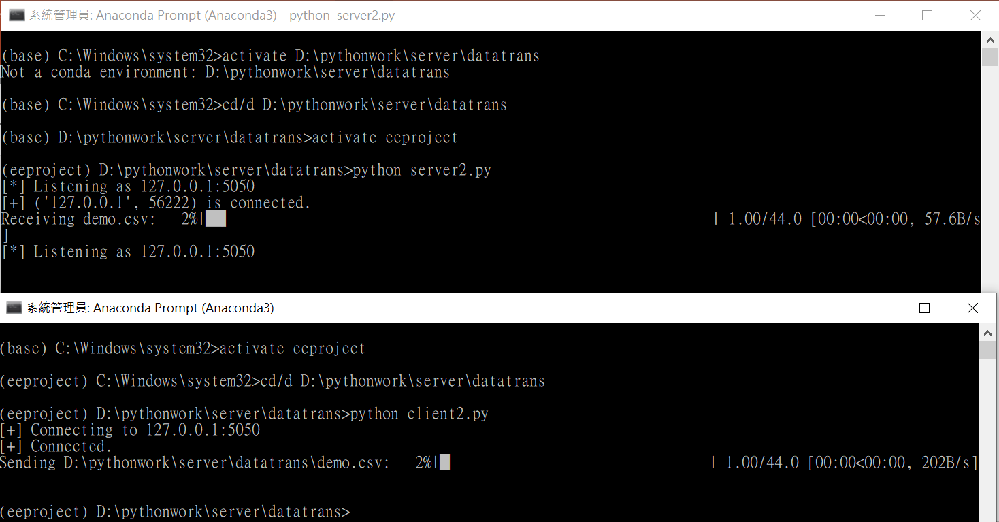 系統管理員: Anaconda Prompt (Anaconda3) - python  server2.py
(base) C:\Windows\system32>activate D:\pythonwork\server\datatrans
Not a conda environment: D:\pythonwork\server\datatrans
(base) C:\Windows\system32>cd/d D:\pythonwork\server\datatrans
(base) D:\pythonwork\server\datatrans>activate eeproject
(eeproject) D:\pythonwork\server\datatrans>python server2.py
[*] Listening as 127.0.0.1:5050
[+] ('127.0.0.1', 56222) is connected.
Receiving demo.csv:   2%|██ | 1.00/44.0 [00:00<00:00, 57.6B/s
]
[*] Listening as 127.0.0.1:5050
系統管理員: Anaconda Prompt (Anaconda3)
(base) C:\Windows\system32>activate eeproject
(eeproject) C:\Windows\system32>cd/d D:\pythonwork\server\datatrans
(eeproject) D:\pythonwork\server\datatrans>python client2.py
[+] Connecting to 127.0.0.1:5050
[+] Connected.
Sending D:\pythonwork\server\datatrans\demo.csv:   2%|█ | 1.00/44.0 [00:00<00:00, 202B/s]
(eeproject) D:\pythonwork\server\datatrans>